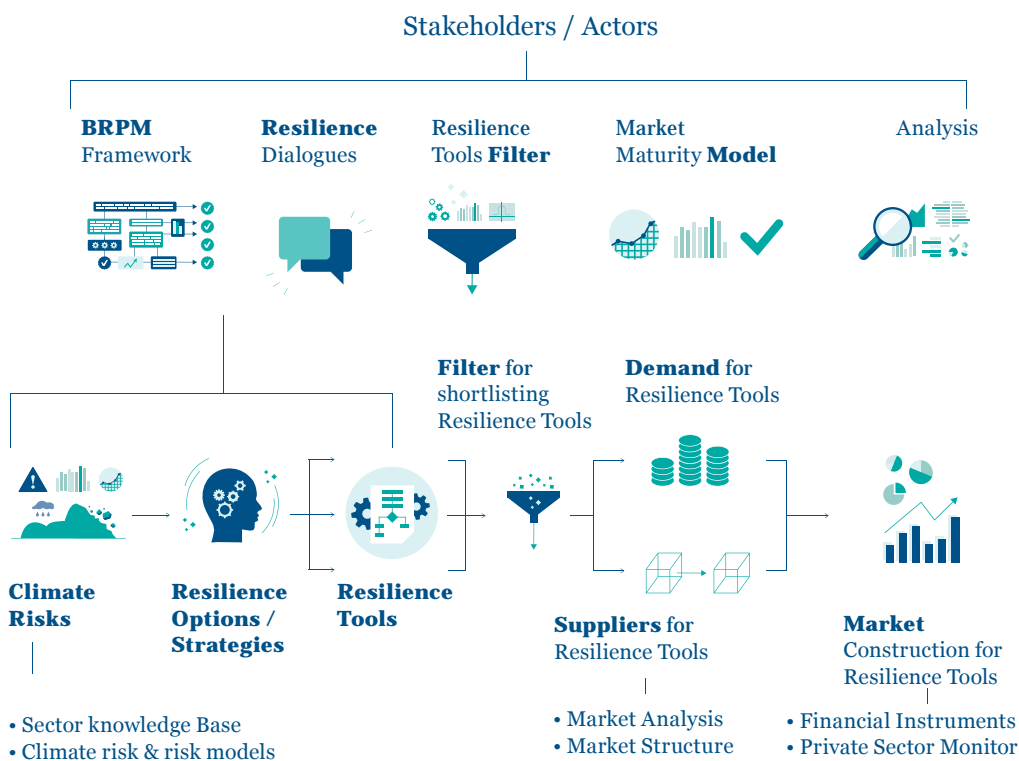 Stakeholders / Actors
BRPM
Framework
Resilience
Dialogues
Resilience
Tools Filter
Market
Maturity Model
Analysis
Filter for
shortlisting
Resilience Tools
Demand for
Resilience Tools
Climate
Risks
Resilience
Options /
Strategies
Resilience
Tools
Suppliers for
Resilience Tools
Market
Construction for
Resilience Tools
• Sector knowledge Base
• Climate risk & risk models
• Market Analysis
• Market Structure
• Financial Instruments
• Private Sector Monitor